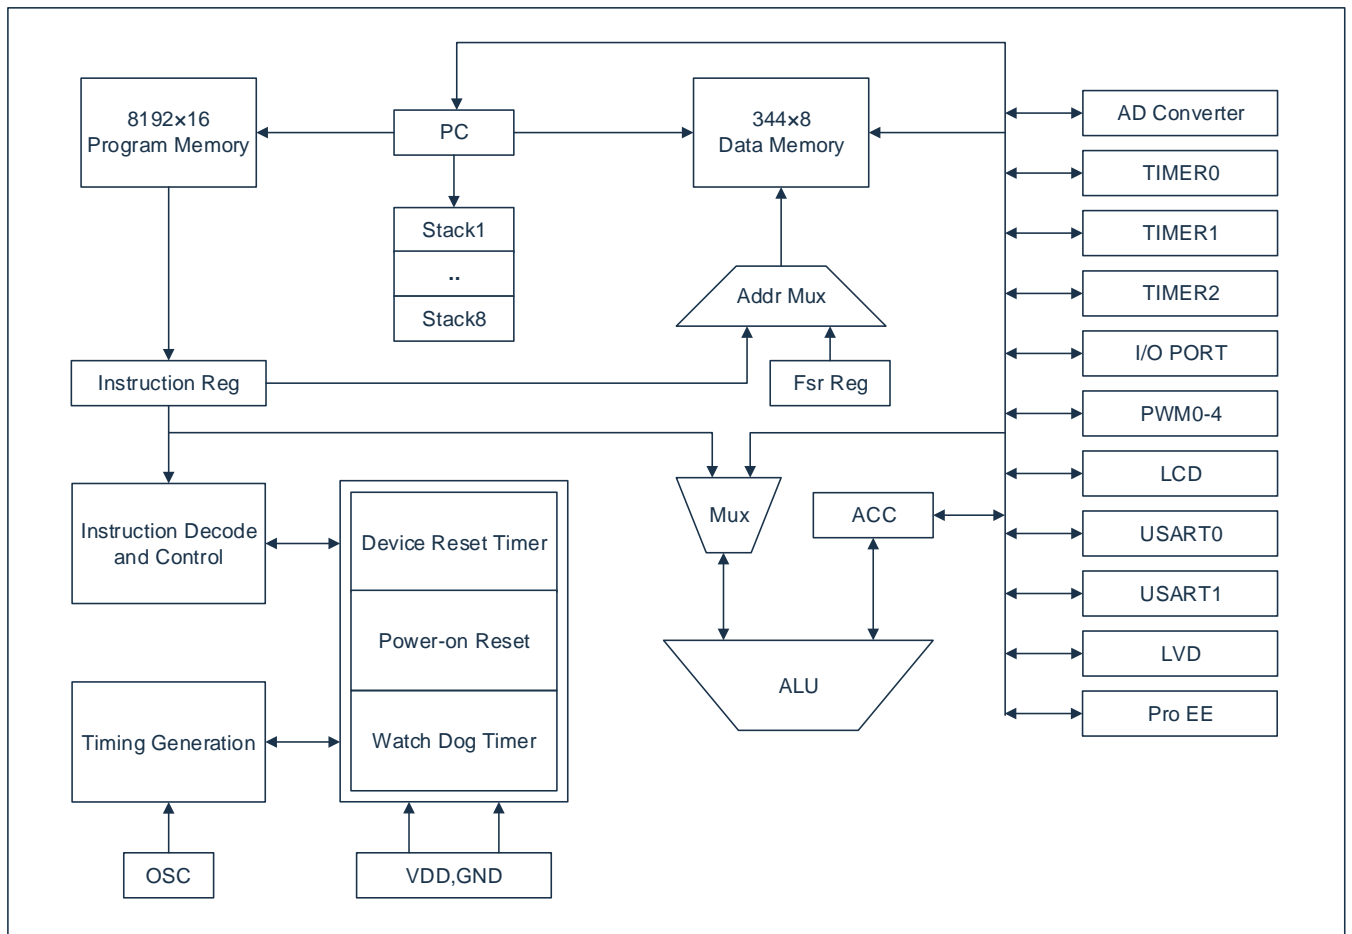 8192×16
Program Memory
PC
344×8
Data Memory
AD Converter
TIMER0
TIMER1
TIMER2
I/O PORT
PWM0-4
LCD
USART0
USART1
LVD
Pro EE
Stack1
..
Stack8
Addr Mux
Instruction Reg
Fsr Reg
Instruction Decode
and Control
Device Reset Timer
Power-on Reset
Watch Dog Timer
Mux
ACC
ALU
Timing Generation
OSC
VDD,GND